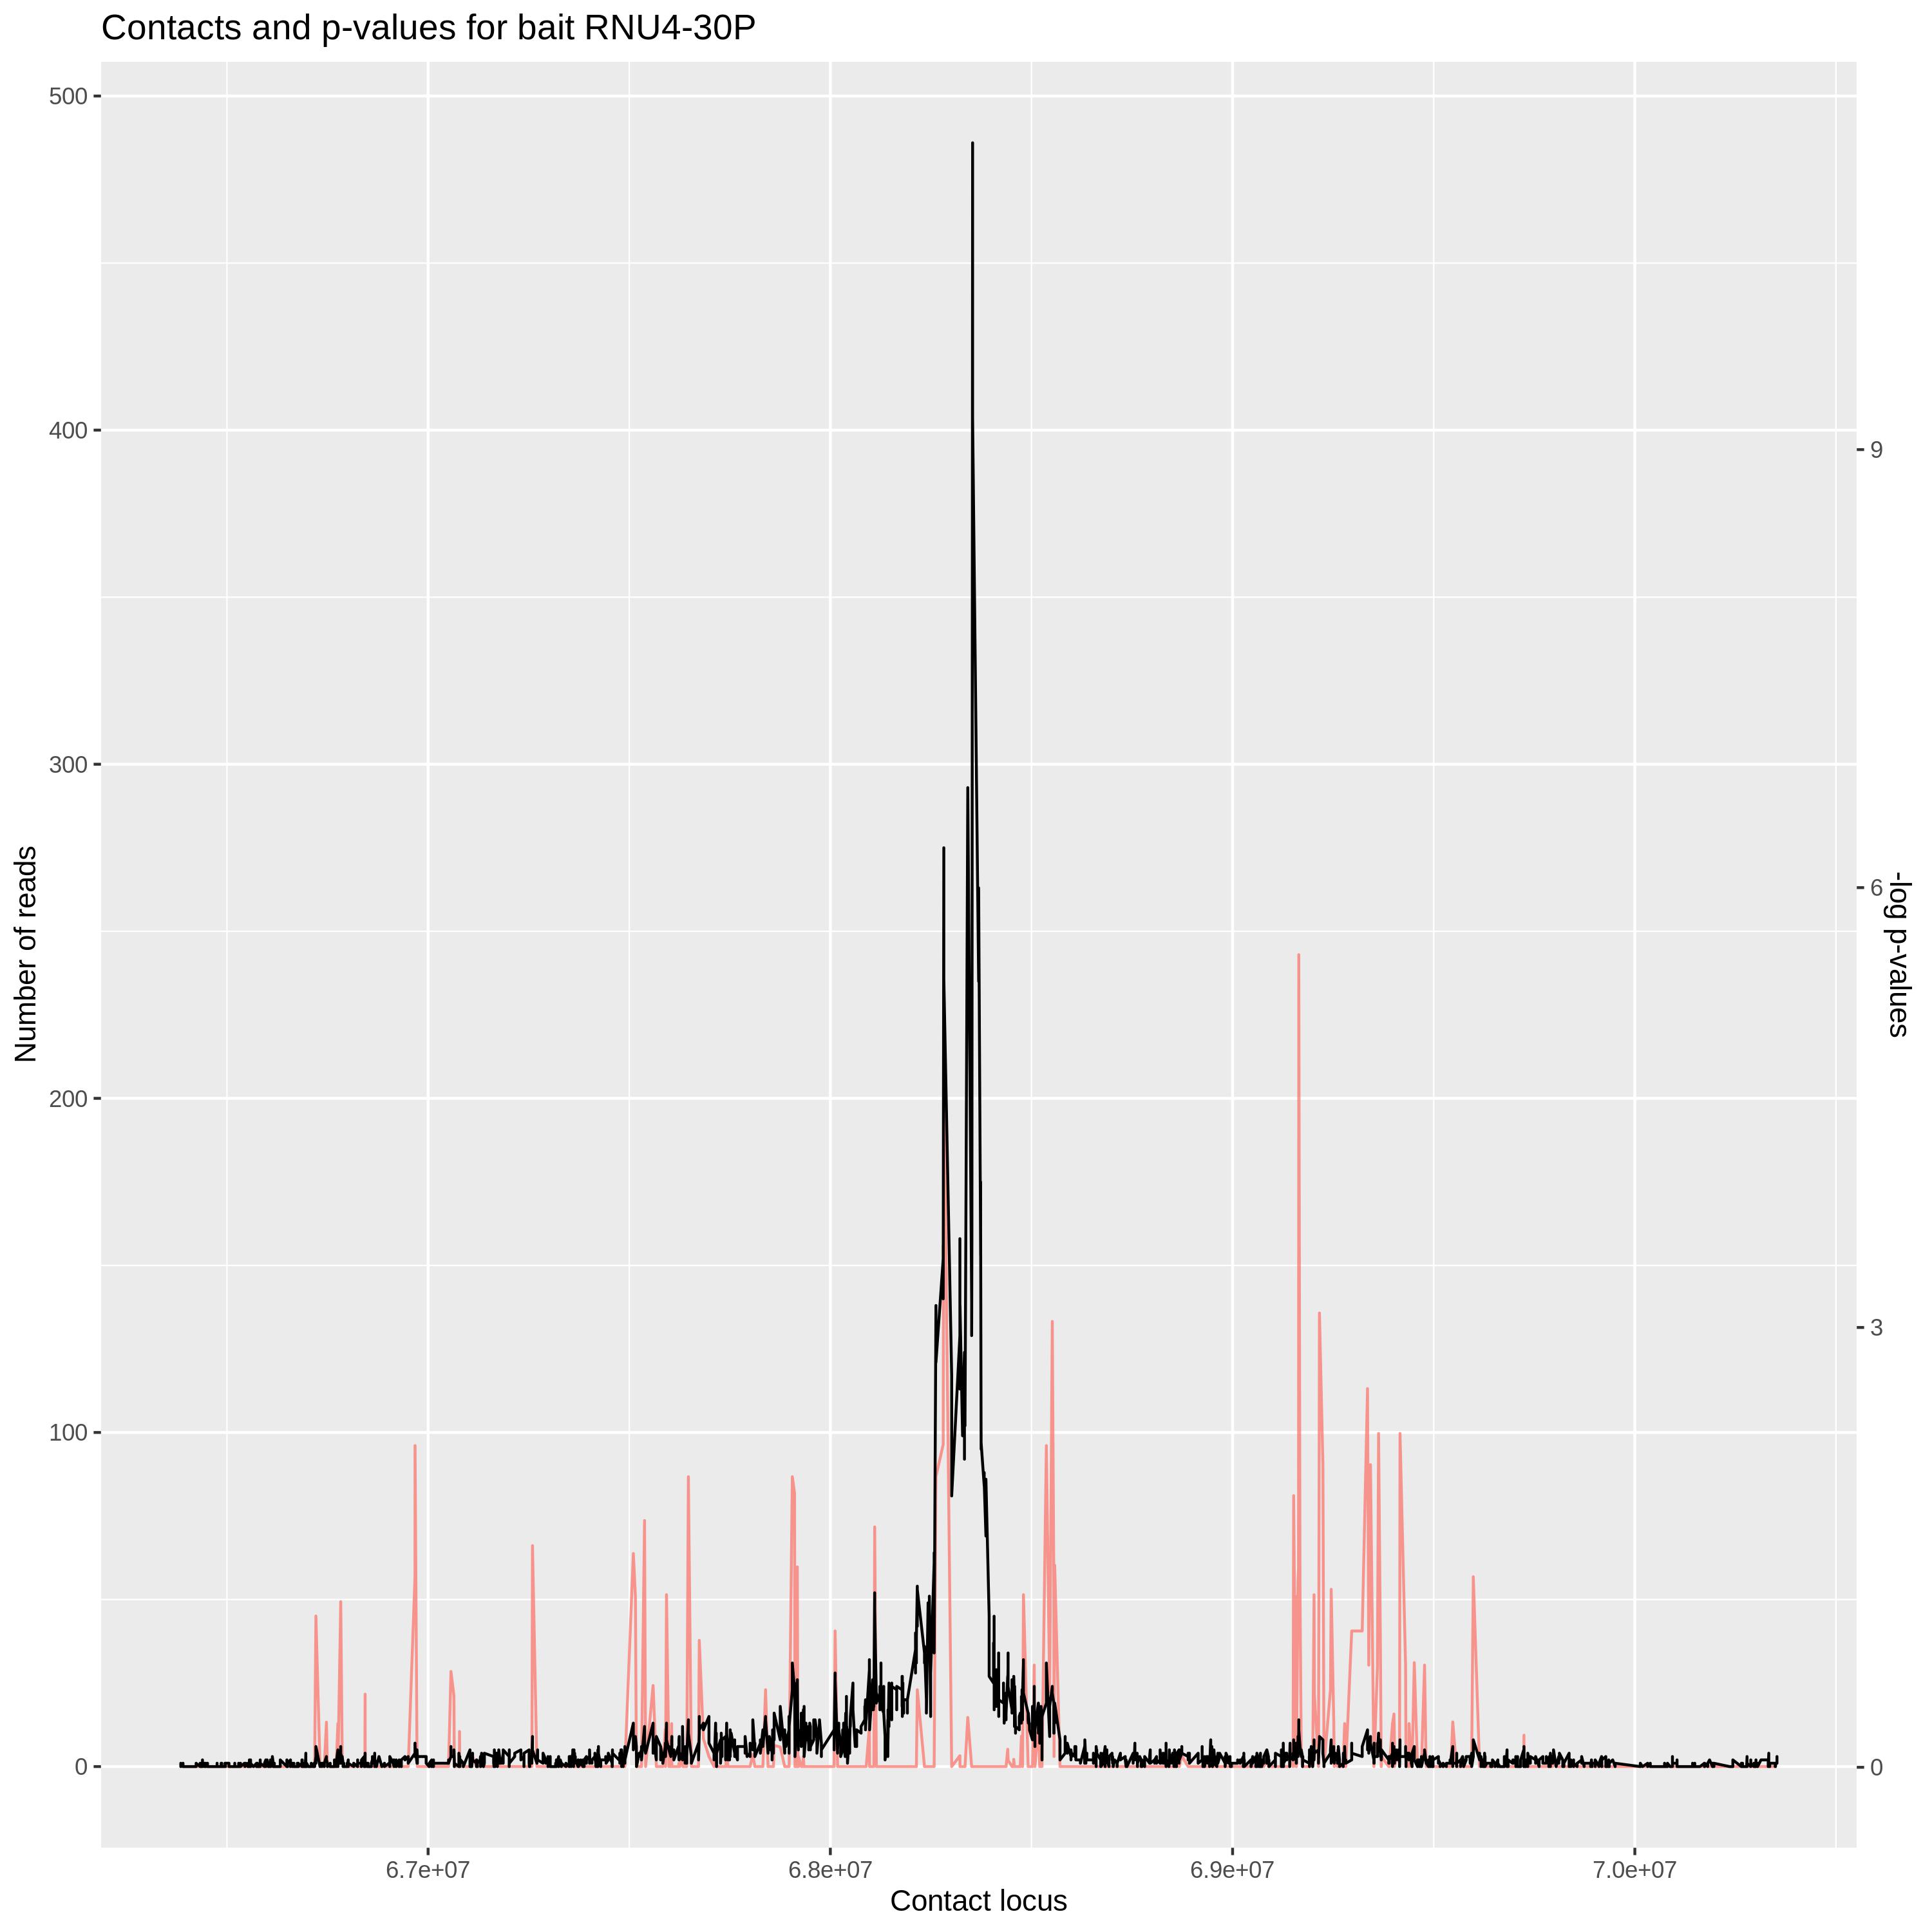 Contacts and p-values for bait RNU4-30P
500
400
300
200
100
0
Number of reads
9
6
3
0
-log p-values
6.7e+07
6.8e+07
6.9e+07
7.0e+07
Contact locus